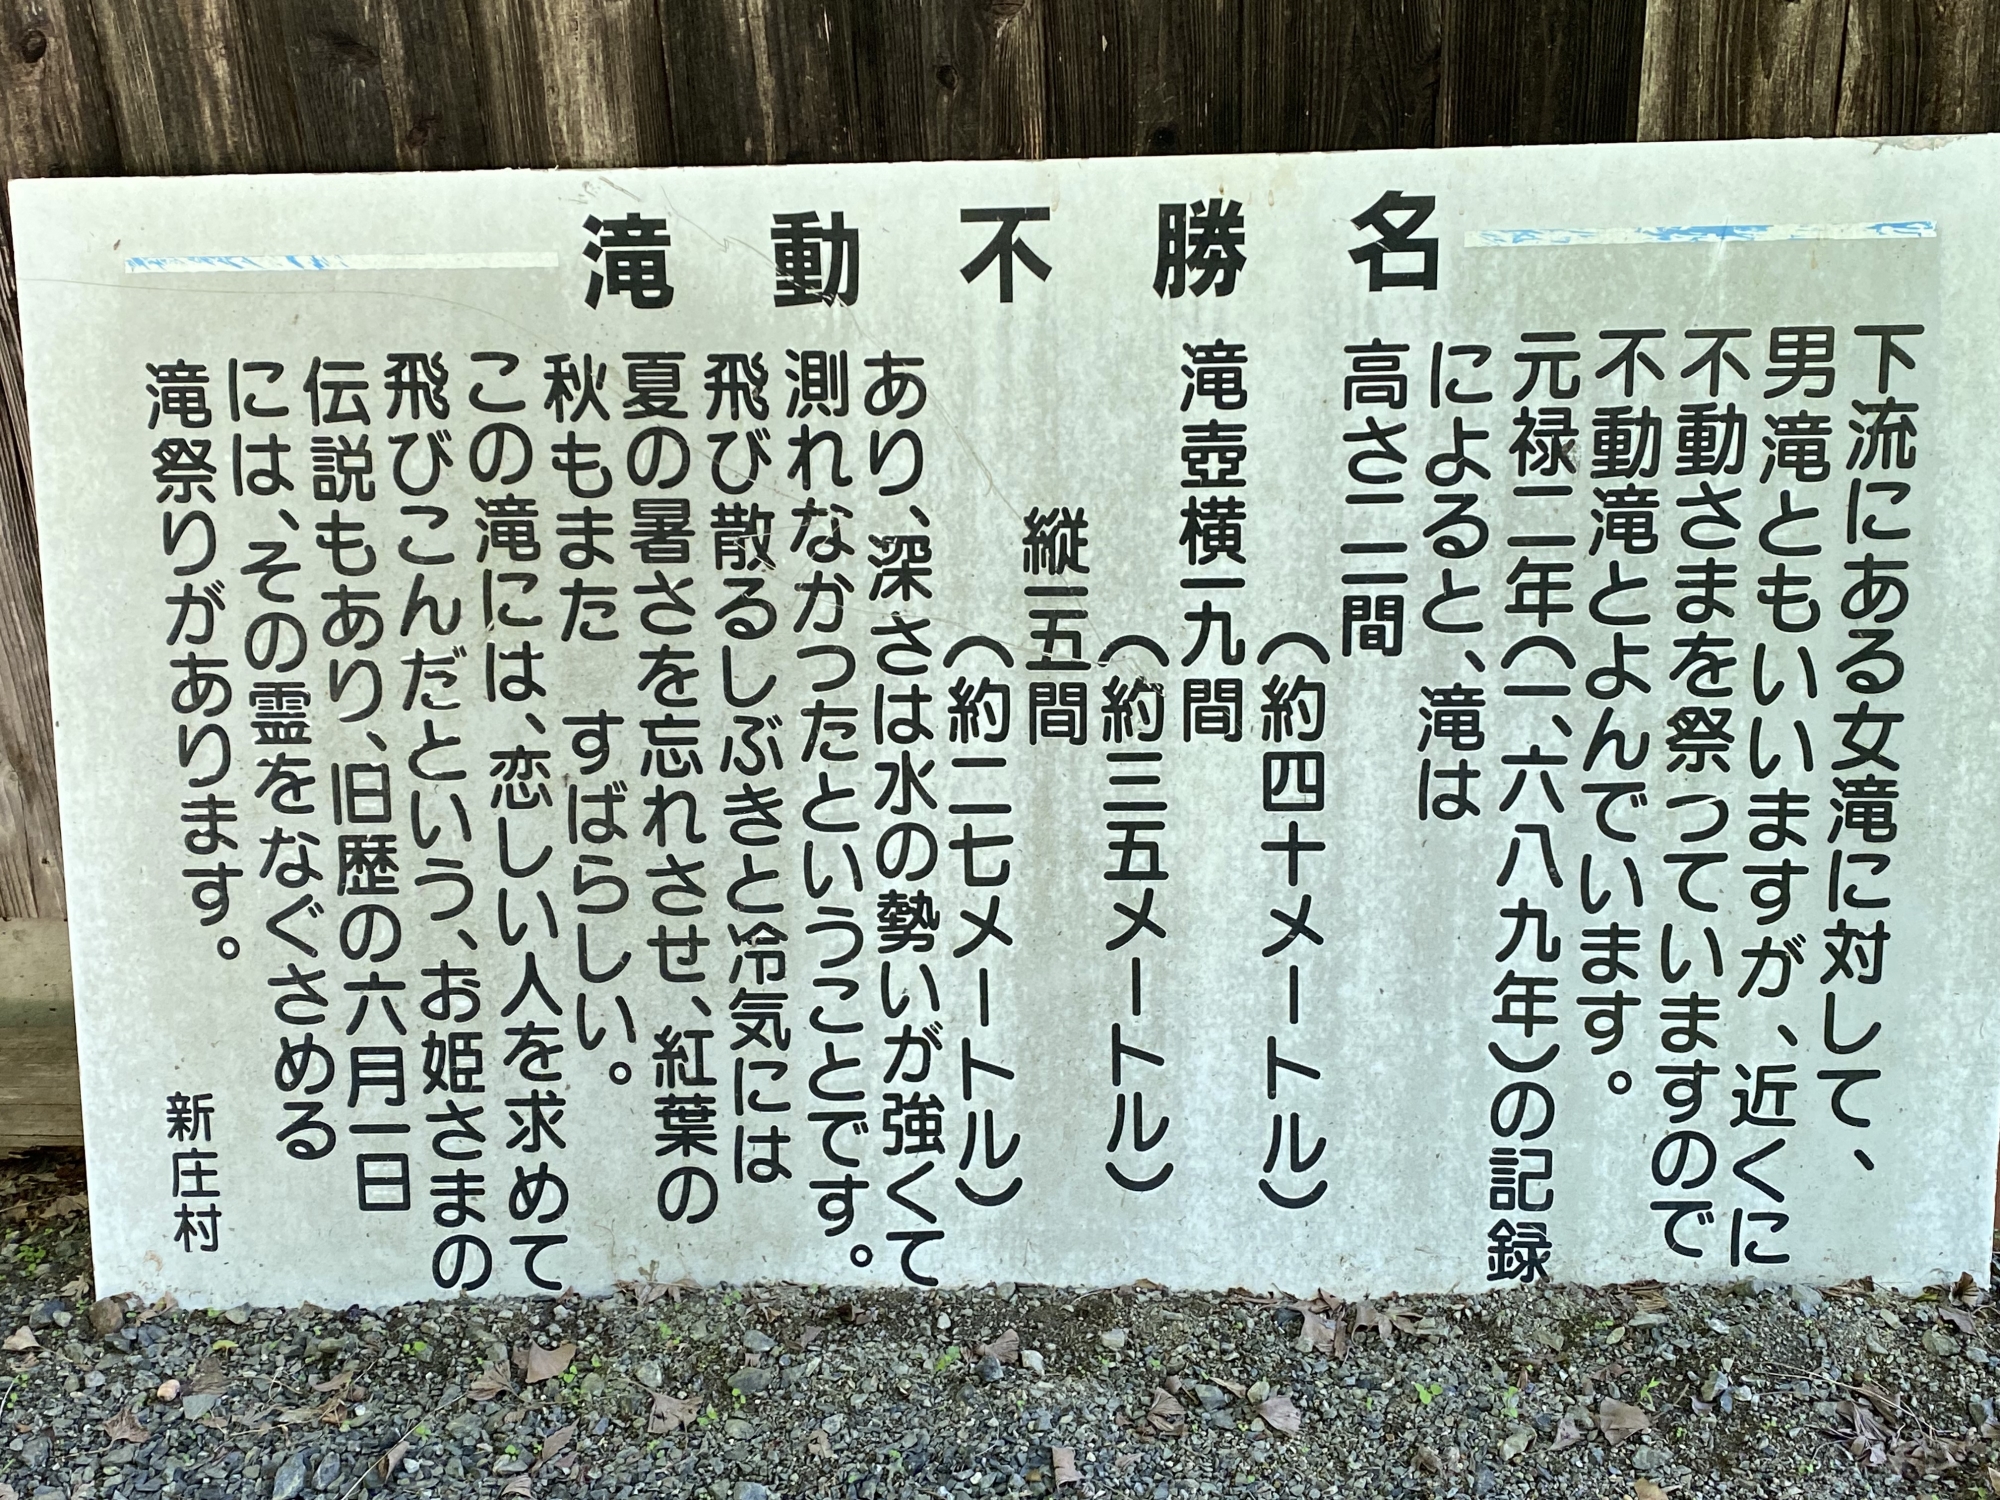 名勝不動滝
下流にある女滝に対して、
男滝ともいいますが、近くに
不動さまを祭っていますので
不動滝とよんでいます。
元禄二年(一、六八九年)の記録
によると、滝は
高さ二二間
(約四十メートル)
滝壺横一九間
(約三五メートル)
縦一五間
(約二七メートル)
あり、深さは水の勢いが強くて
測れなかったということです。
飛び散るしぶきと冷気には
夏の暑さを忘れさせ、紅葉の
秋もまた すばらしい。
この滝には、恋しい人を求めて
飛びこんだという、お姫さまの
伝説もあり、旧歴の六月一日
には、その霊をなぐさめる
滝祭りがあります。
新庄村